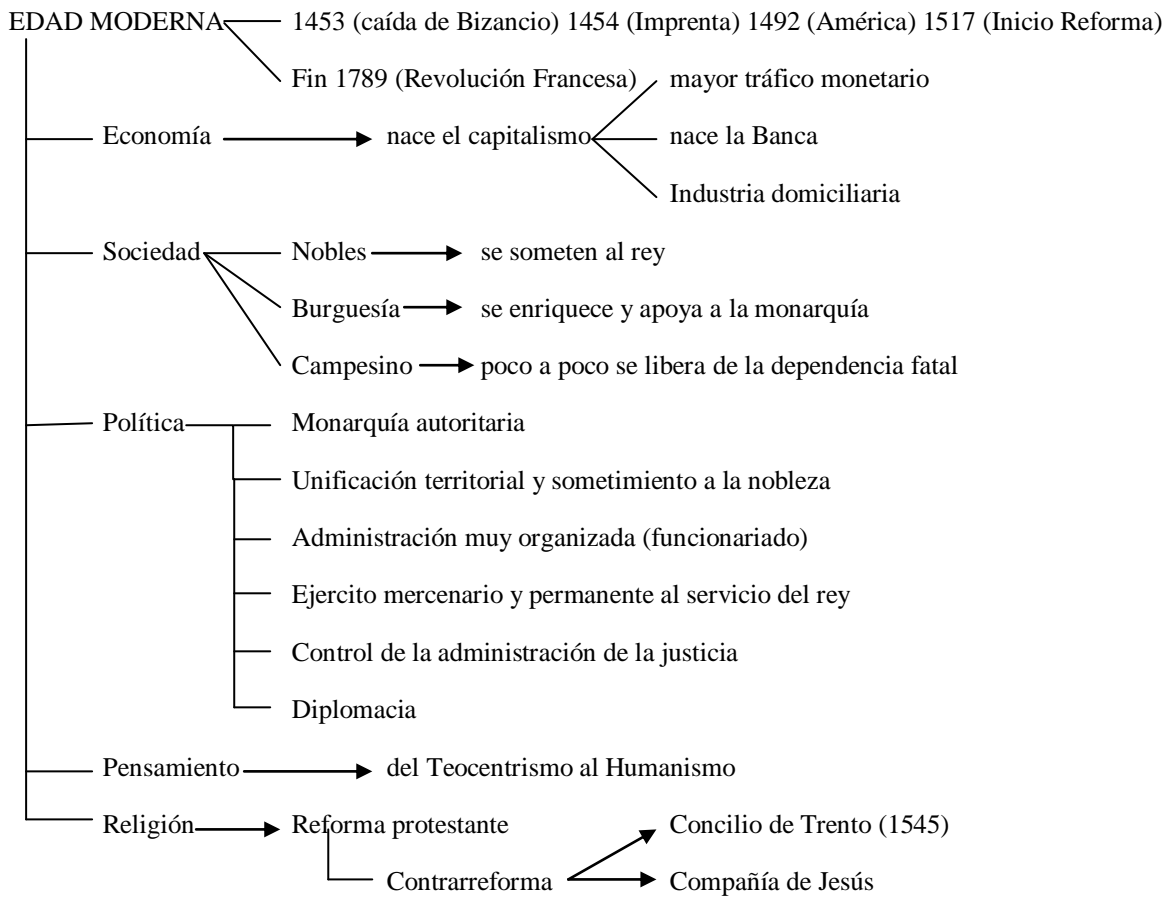 EDAD MODERNA 1453 (caída de Bizancio) 1454 (Imprenta) 1492 (América) 1517 (Inicio Reforma)
Fin 1789 (Revolución Francesa) mayor tráfico monetario
Economía nace el capitalismo nace la Banca
Industria domiciliaria
Sociedad Nobles se someten al rey
Burguesía se enriquece y apoya a la monarquía
Campesino poco a poco se libera de la dependencia fatal
Política Monarquía autoritaria
Unificación territorial y sometimiento a la nobleza
Administración muy organizada (funcionariado)
Ejercito mercenario y permanente al servicio del rey
Control de la administración de la justicia
Diplomacia
Pensamiento del Teocentrismo al Humanismo
Religión Reforma protestante Concilio de Trento (1545)
Contrarreforma Compañía de Jesús